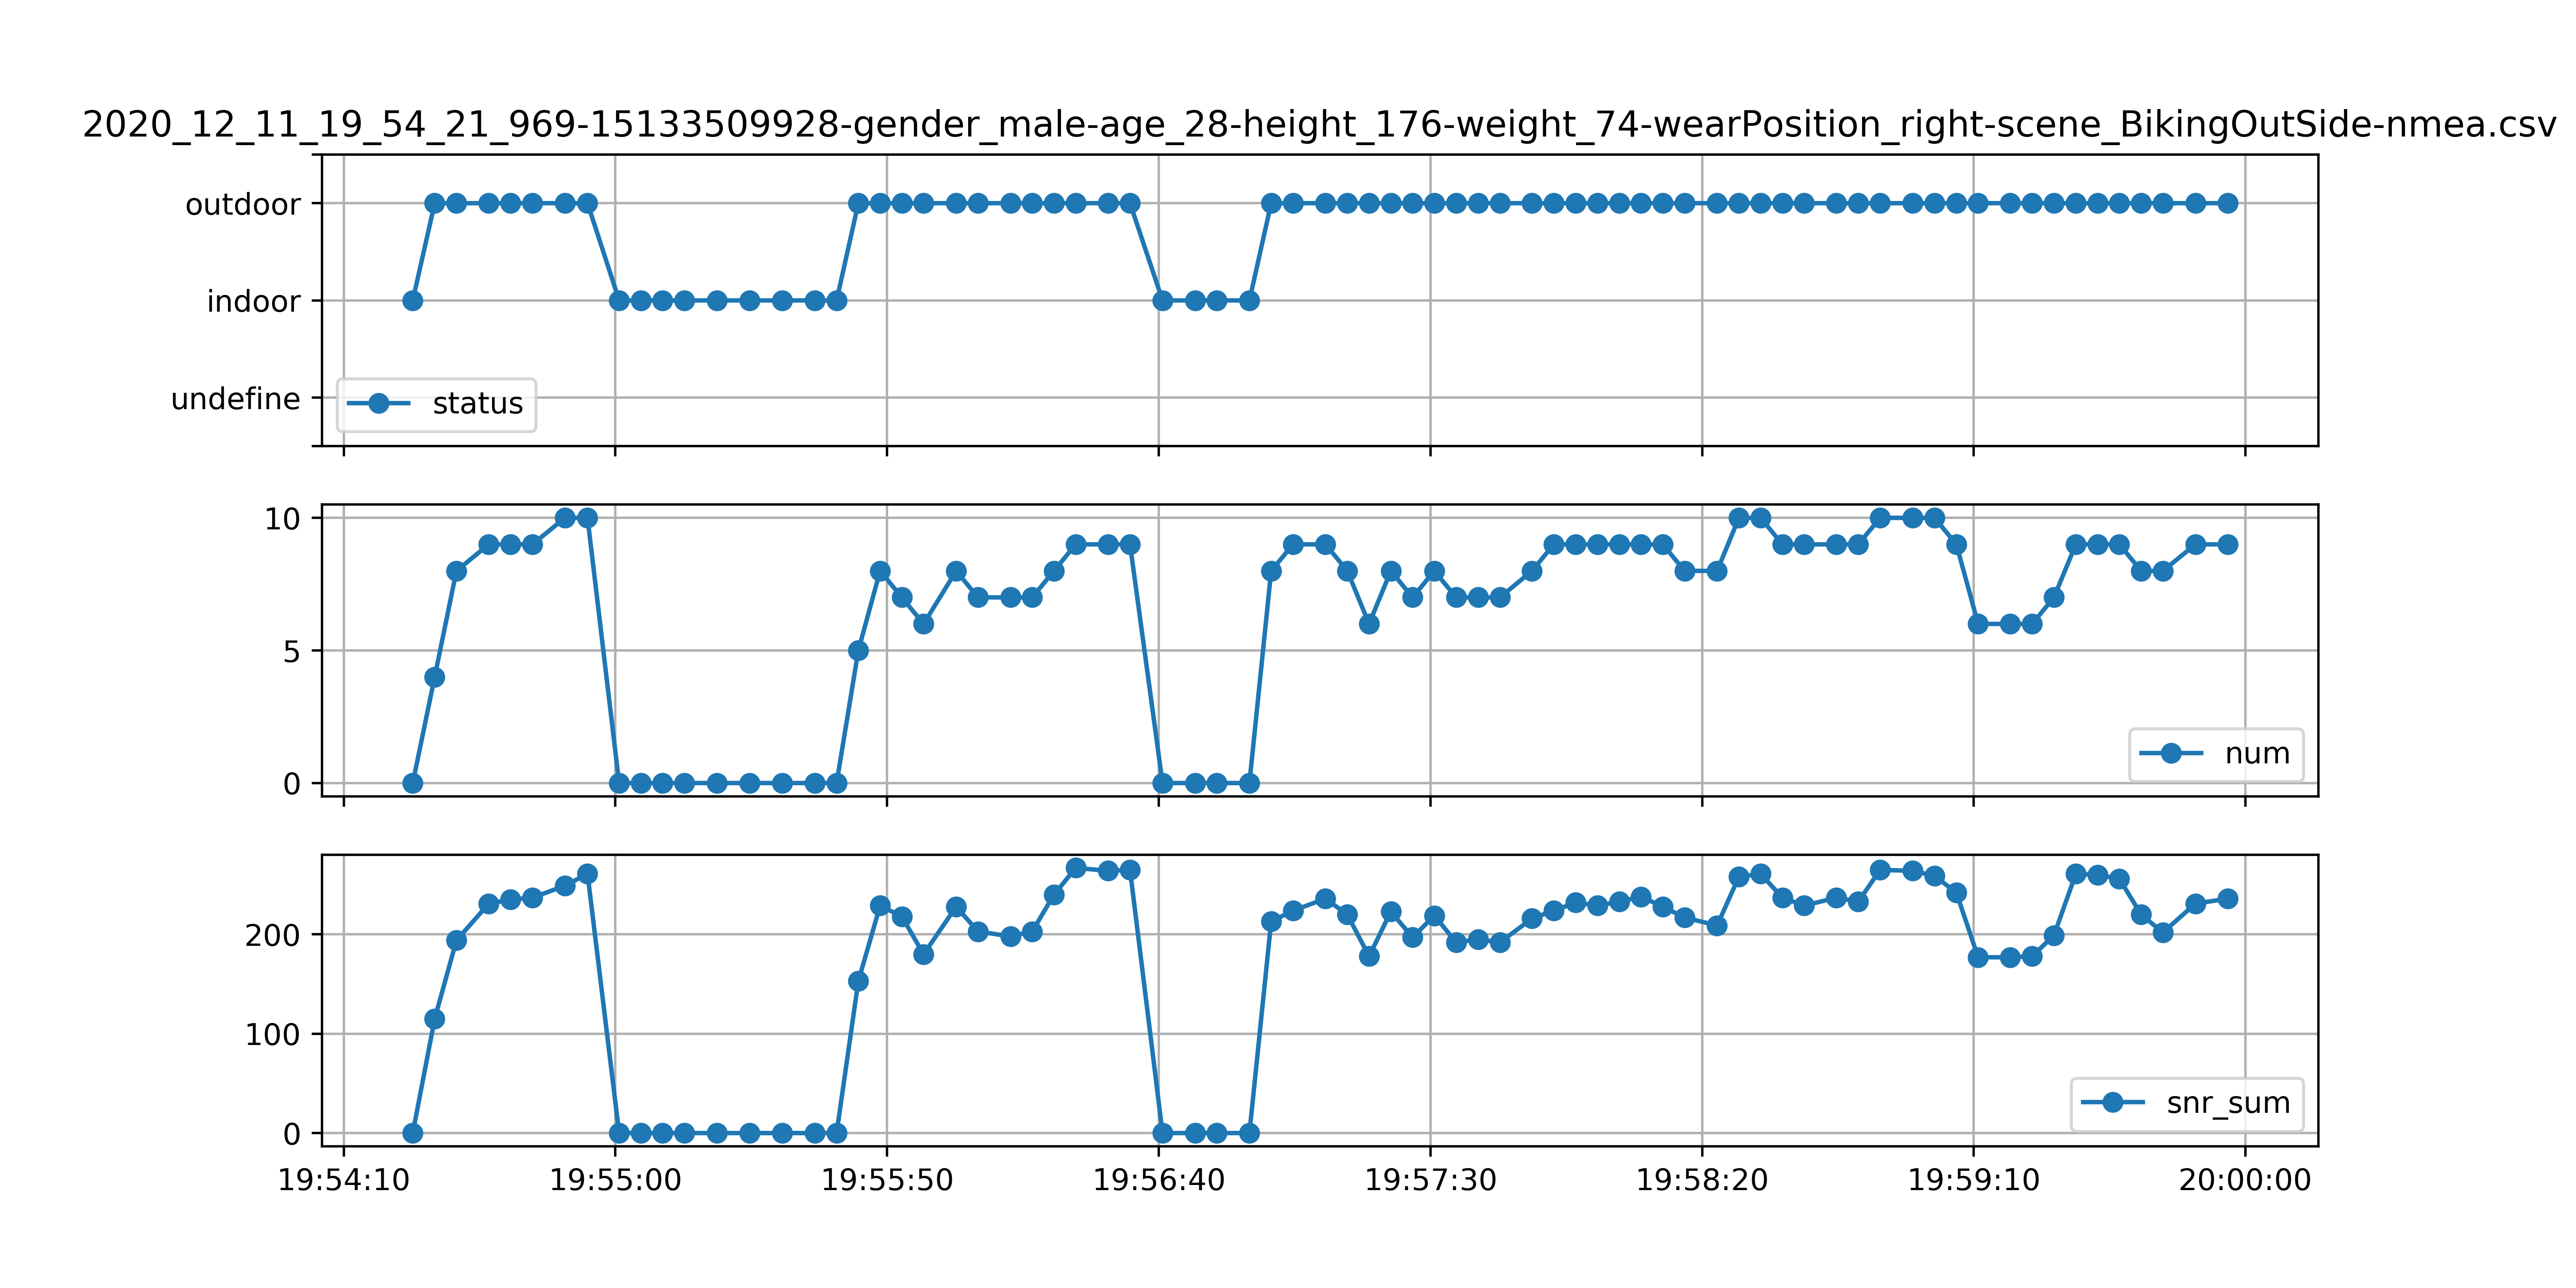 2020_12_11_19_54_21_969-15133509928-gender_male-age_28-height_176-weight_74-wearPosition_right-scene_BikingOutSide-nmea.csv
outdoor
indoor
undefine
status
10
5
0
num
200
100
0
snr_sum
19:54:10 19:55:00 19:55:50 19:56:40 19:57:30 19:58:20 19:59:10 20:00:00